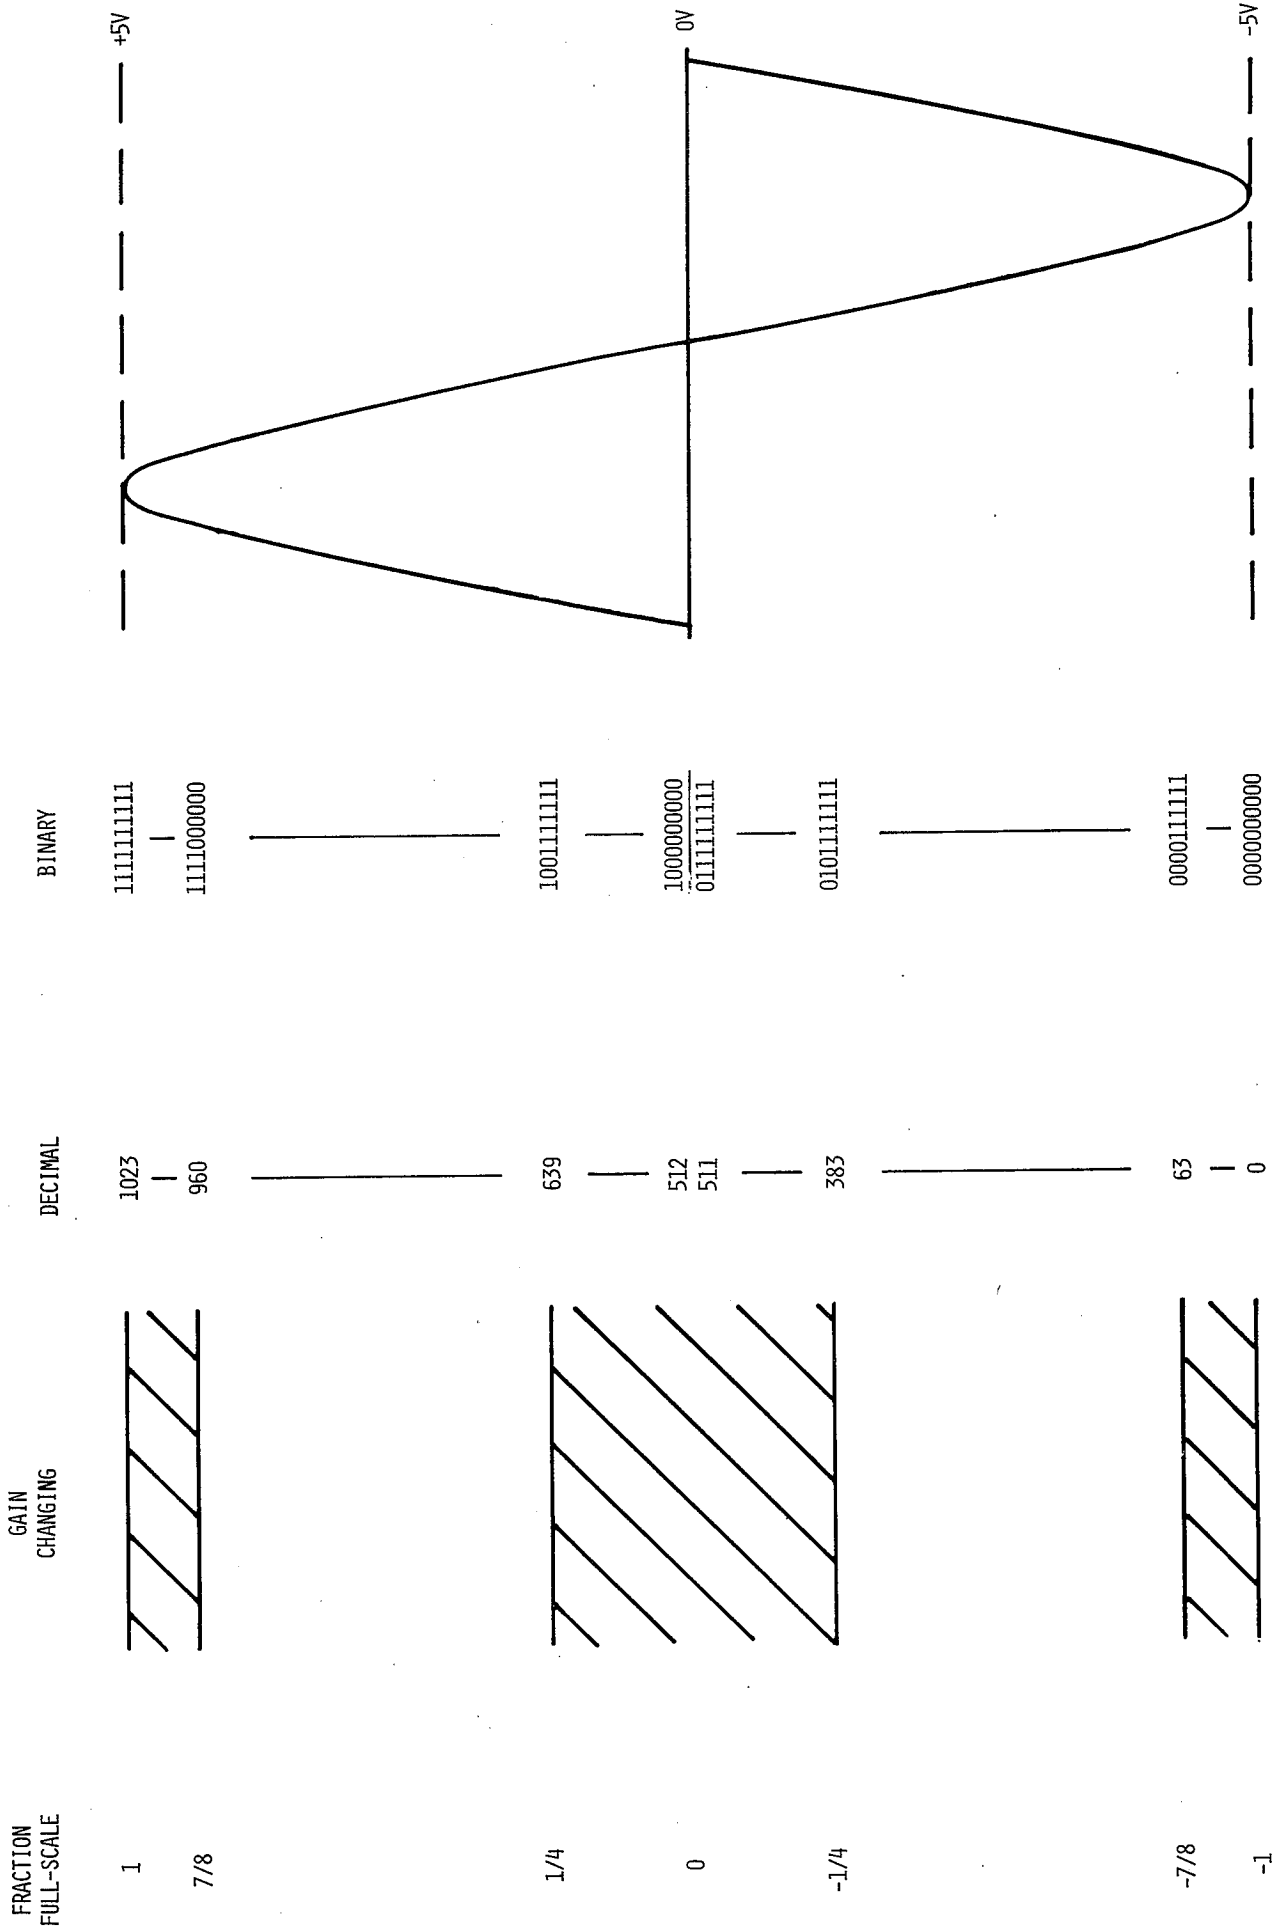 FRACTION
FULL-SCALE
GAIN
CHANGING
DECIMAL
BINARY
1 1023 1111111111 +5V
7/8 960 1111000000
1/4 639 1001111111
0 512 1000000000 0V
511 0111111111
-1/4 383 0101111111
-7/8 63 0000111111
-1 0 0000000000 -5V